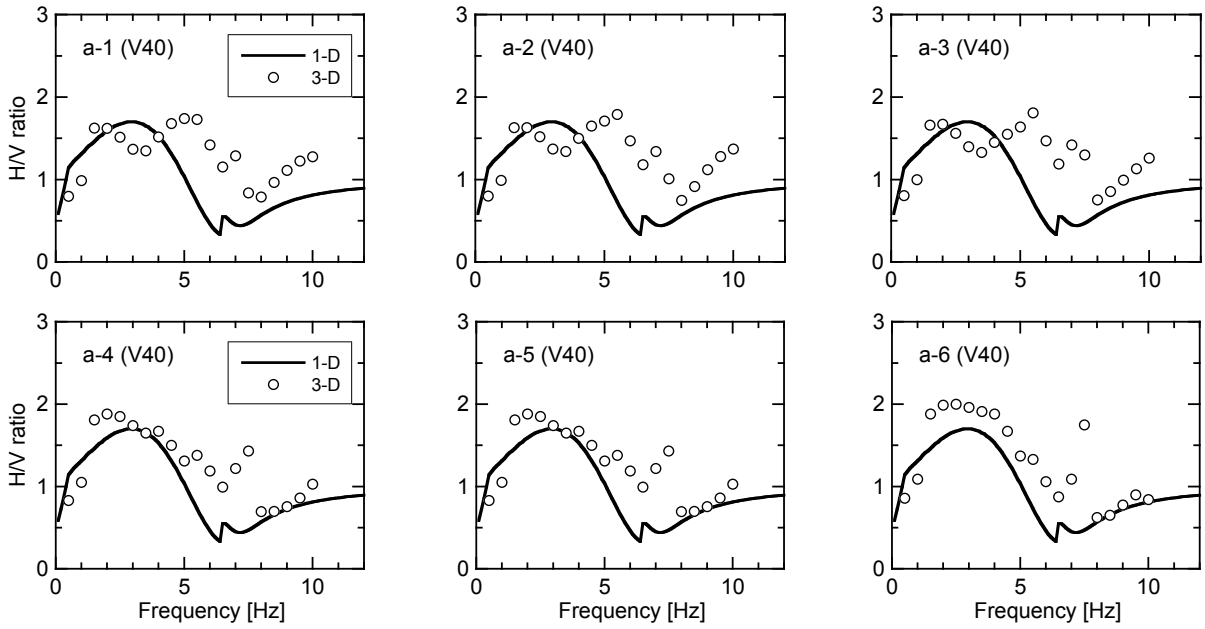 3
a-1 (V40)
1-D
3-D
2
H/V ratio
1
0
0
5
10
3
a-2 (V40)
2
1
0
0
5
10
3
a-3 (V40)
2
1
0
0
5
10
3
a-4 (V40)
1-D
3-D
2
H/V ratio
1
0
0
5
10
Frequency [Hz]
3
a-5 (V40)
2
1
0
0
5
10
Frequency [Hz]
3
a-6 (V40)
2
1
0
0
5
10
Frequency [Hz]